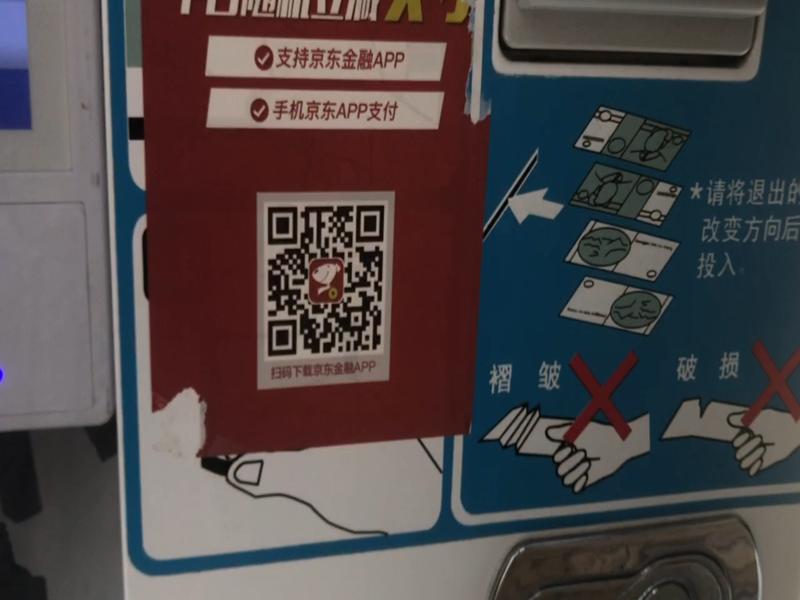 支持京东金融APP
手机京东APP支付
扫码下载京东金融APP
*请将退出的
改变方向后
投入。
褶 皱
破 损